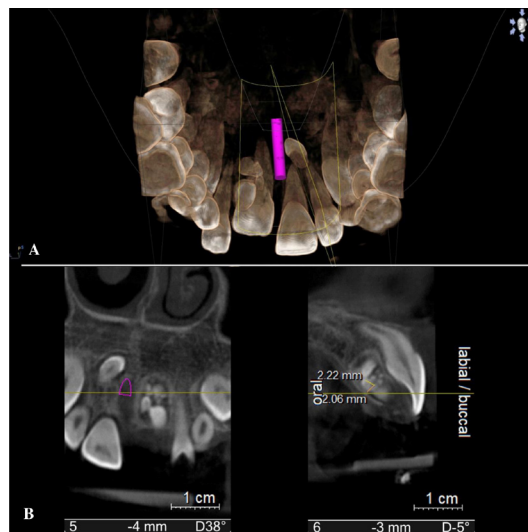 A
2.22 mm
oral
2.06 mm
labial / buccal
1 cm
1 cm
B
5
-4 mm
D38°
6
-3 mm
D-5°